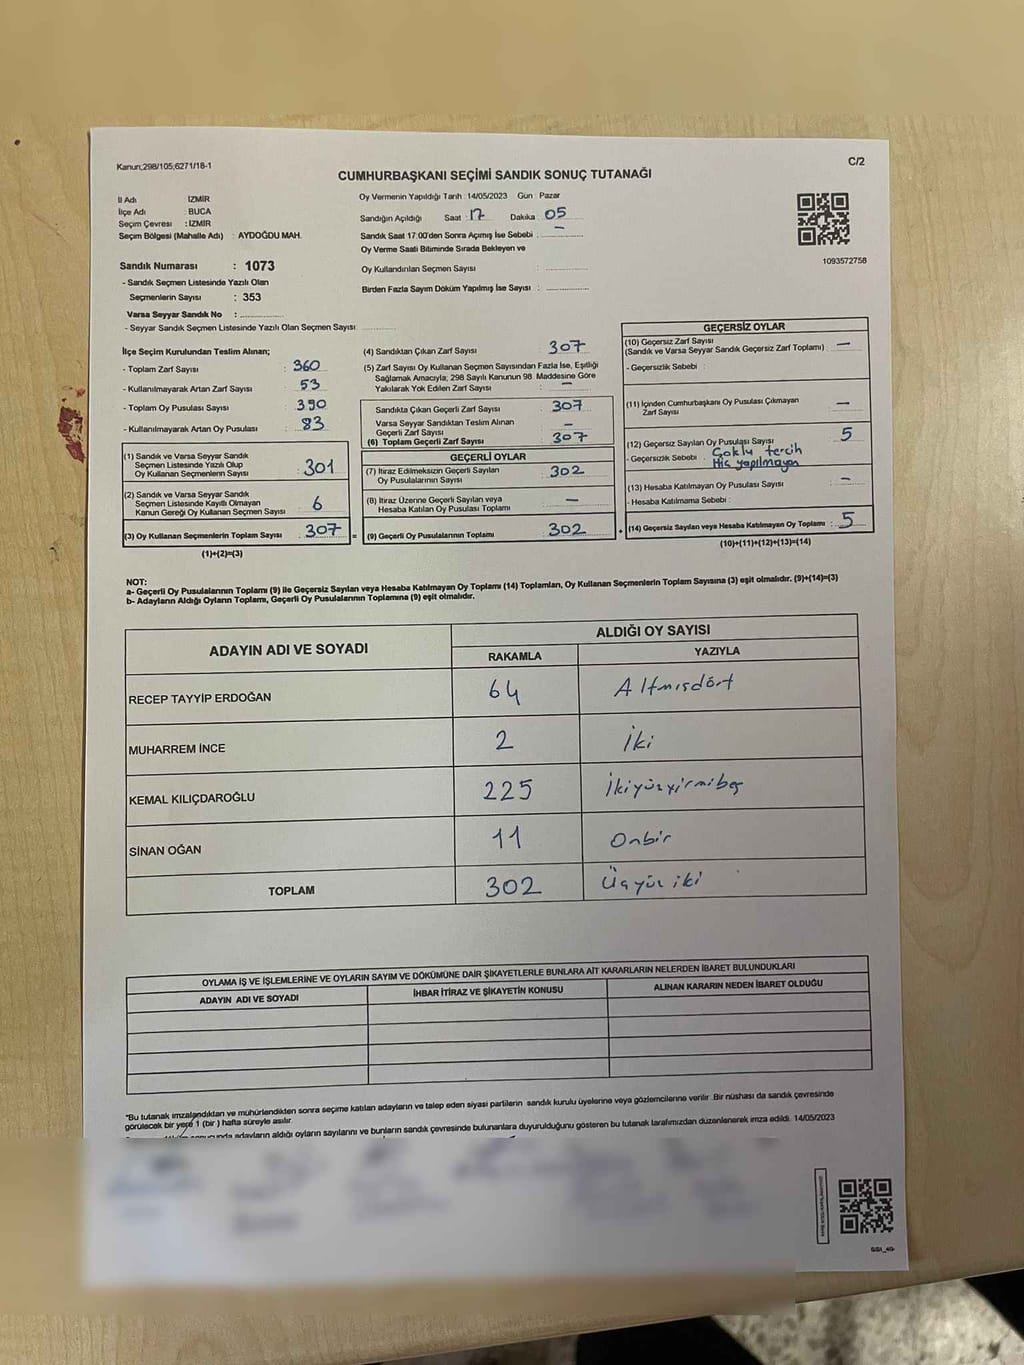 Kanun;298/105;6271/18-1
C/2
CUMHURBAŞKANI SEÇİMİ SANDIK SONUÇ TUTANAĞI
İl Adı İZMİR
İlçe Adı : BUCA
Seçim Çevresi : İZMİR
Seçim Bölgesi (Mahalle Adı) : AYDOĞDU MAH.
Oy Vermenin Yapıldığı Tarih :14/05/2023 Gün : Pazar
Sandığın Açıldığı Saat : 17 Dakika 05
Sandık Saat 17:00'den Sonra Açmış İse Sebebi : —
Oy Verme Saati Bitiminde Sırada Bekleyen ve
Oy Kullandırılan Seçmen Sayısı :
Birden Fazla Sayım Döküm Yapılmış İse Sayısı :
1093572758
Sandık Numarası : 1073
- Sandık Seçmen Listesinde Yazılı Olan
Seçmenlerin Sayısı : 353
Varsa Seyyar Sandık No :
- Seyyar Sandık Seçmen Listesinde Yazılı Olan Seçmen Sayısı :
İlçe Seçim Kurulundan Teslim Alınan;
- Toplam Zarf Sayısı : 360
- Kullanılmayarak Artan Zarf Sayısı : 53
- Toplam Oy Pusulası Sayısı : 390
- Kullanılmayarak Artan Oy Pusulası : 83
(1) Sandık ve Varsa Seyyar Sandık
Seçmen Listesinde Yazılı Olup
Oy Kullanan Seçmenlerin Sayısı : 301
(2) Sandık ve Varsa Seyyar Sandık
Seçmen Listesinde Kayıtlı Olmayan
Kanun Gereği Oy Kullanan Seçmen Sayısı : 6
(3) Oy Kullanan Seçmenlerin Toplam Sayısı : 307 =
(1)+(2)=(3)
(4) Sandıktan Çıkan Zarf Sayısı : 307
(5) Zarf Sayısı Oy Kullanan Seçmen Sayısından Fazla İse, Eşitliği
Sağlamak Amacıyla, 298 Sayılı Kanunun 98. Maddesine Göre
Yakılarak Yok Edilen Zarf Sayısı : —
Sandıkta Çıkan Geçerli Zarf Sayısı : 307
Varsa Seyyar Sandıktan Teslim Alınan
Geçerli Zarf Sayısı : —
(6) Toplam Geçerli Zarf Sayısı : 307
GEÇERLİ OYLAR
(7) İtiraz Edilmeksizin Geçerli Sayılan
Oy Pusulalarının Sayısı : 302
(8) İtiraz Üzerine Geçerli Sayılan veya
Hesaba Katılan Oy Pusulası Toplamı : —
(9) Geçerli Oy Pusulalarının Toplamı : 302 +
GEÇERSİZ OYLAR
(10) Geçersiz Zarf Sayısı
(Sandık ve Varsa Seyyar Sandık Geçersiz Zarf Toplamı) : —
- Geçersizlik Sebebi :
(11) İçinden Cumhurbaşkanı Oy Pusulası Çıkmayan
Zarf Sayısı : —
(12) Geçersiz Sayılan Oy Pusulası Sayısı : 5
- Geçersizlik Sebebi : Çoklu tercih
Hiç yapılmayan
(13) Hesaba Katılmayan Oy Pusulası Sayısı : —
- Hesaba Katılmama Sebebi :
(14) Geçersiz Sayılan veya Hesaba Katılmayan Oy Toplamı : 5
(10)+(11)+(12)+(13)=(14)
NOT:
a- Geçerli Oy Pusulalarının Toplamı (9) ile Geçersiz Sayılan veya Hesaba Katılmayan Oy Toplamı (14) Toplamları, Oy Kullanan Seçmenlerin Toplam Sayısına (3) eşit olmalıdır. (9)+(14)=(3)
b- Adayların Aldığı Oyların Toplamı, Geçerli Oy Pusulalarının Toplamına (9) eşit olmalıdır.
ADAYIN ADI VE SOYADI
ALDIĞI OY SAYISI
RAKAMLA YAZIYLA
RECEP TAYYİP ERDOĞAN 64 Altmışdört
MUHARREM İNCE 2 İki
KEMAL KILIÇDAROĞLU 225 İkiyüzyirmibeş
SİNAN OĞAN 11 Onbir
TOPLAM 302 Üçyüz iki
OYLAMA İŞ VE İŞLEMLERİNE VE OYLARIN SAYIM VE DÖKÜMÜNE DAİR ŞİKAYETLERLE BUNLARA AİT KARARLARIN NELERDEN İBARET BULUNDUKLARI
ADAYIN ADI VE SOYADI İHBAR İTİRAZ VE ŞİKAYETİN KONUSU ALINAN KARARIN NEDEN İBARET OLDUĞU
*Bu tutanak imzalandıktan ve mühürlendikten sonra seçime katılan adayların ve talep eden siyasi partilerin sandık kurulu üyelerine veya gözlemcilerine verilir .Bir nüshası da sandık çevresinde
görülecek bir yere 1 (bir ) hafta süreyle asılır.
adayların aldığı oyların sayılarını ve bunların sandık çevresinde bulunanlara duyurulduğunu gösteren bu tutanak tarafımızdan düzenlenerek imza edildi. 14/05/2023